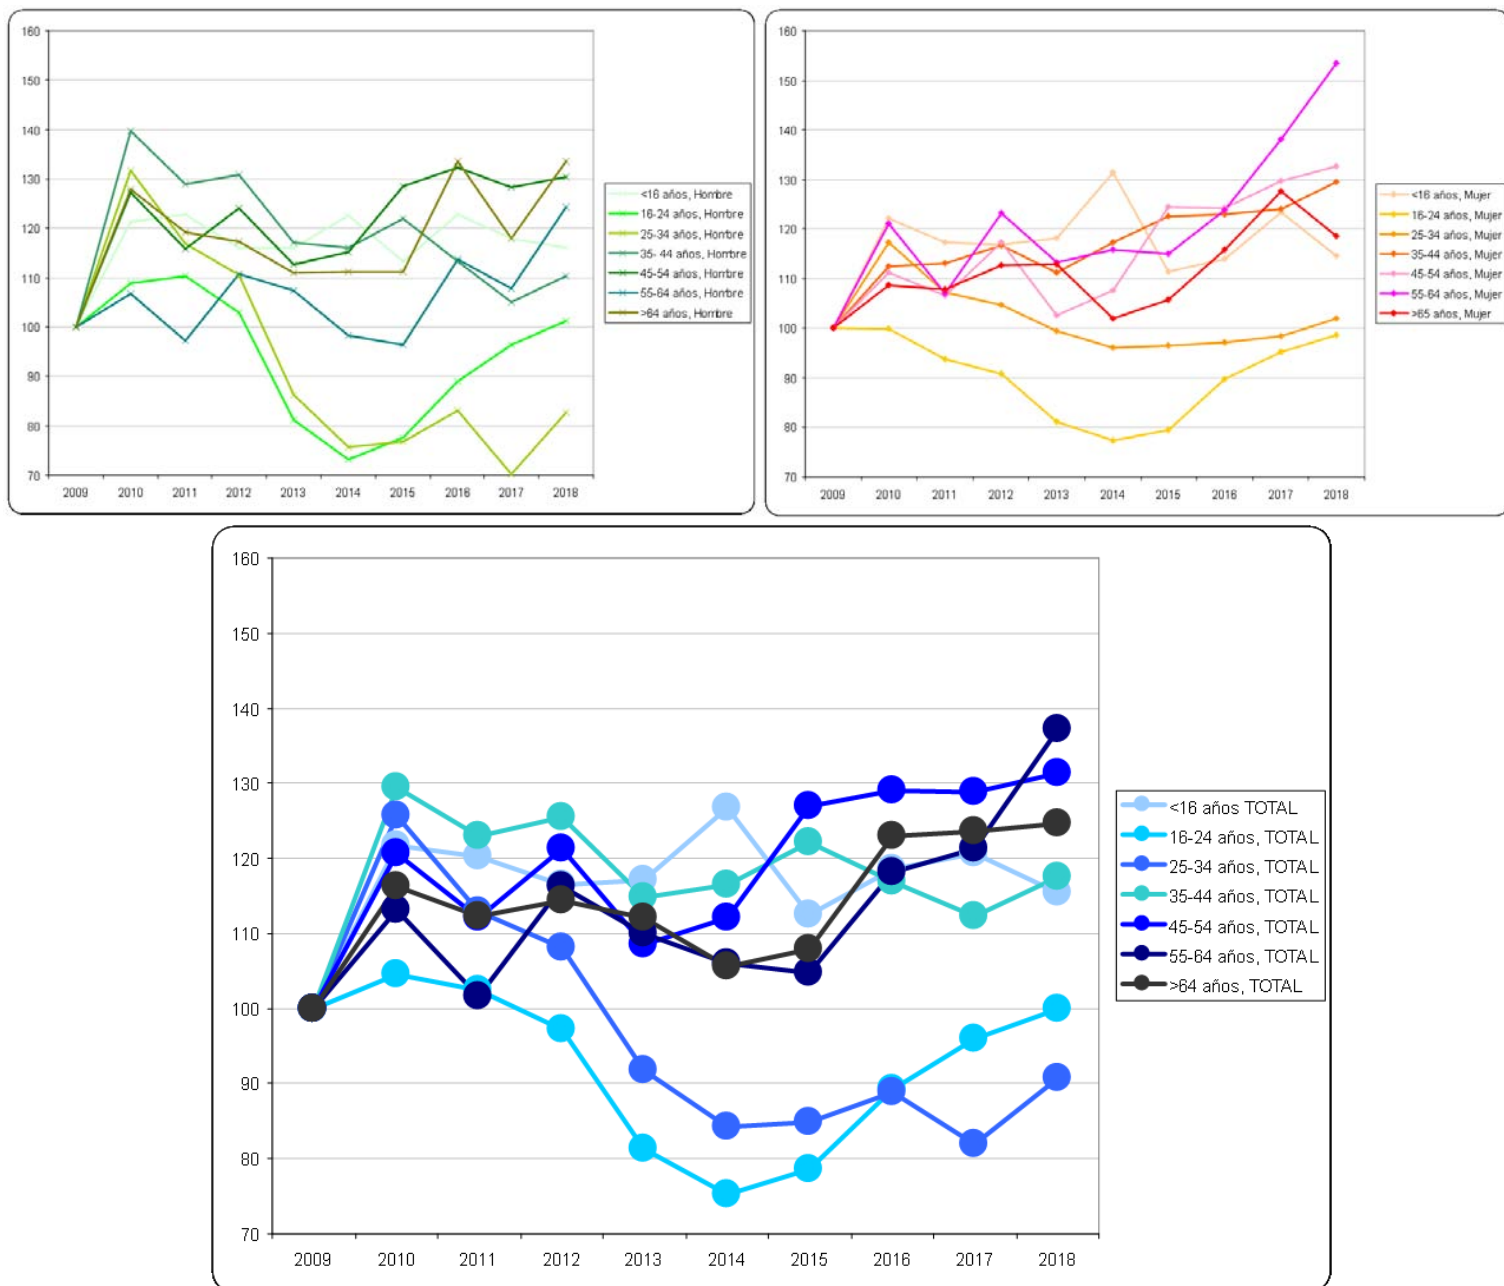 160
150
140
130
120
110
100
90
80
70
2009 2010 2011 2012 2013 2014 2015 2016 2017 2018
<16 años, Hombre
16-24 años, Hombre
25-34 años, Hombre
35- 44 años, Hombre
45-54 años, Hombre
55-64 años, Hombre
>64 años, Hombre
160
150
140
130
120
110
100
90
80
70
2009 2010 2011 2012 2013 2014 2015 2016 2017 2018
<16 años, Mujer
16-24 años, Mujer
25-34 años, Mujer
35-44 años, Mujer
45-54 años, Mujer
55-64 años, Mujer
>65 años, Mujer
160
150
140
130
120
110
100
90
80
70
2009 2010 2011 2012 2013 2014 2015 2016 2017 2018
<16 años TOTAL
16-24 años, TOTAL
25-34 años, TOTAL
35-44 años, TOTAL
45-54 años, TOTAL
55-64 años, TOTAL
>64 años, TOTAL